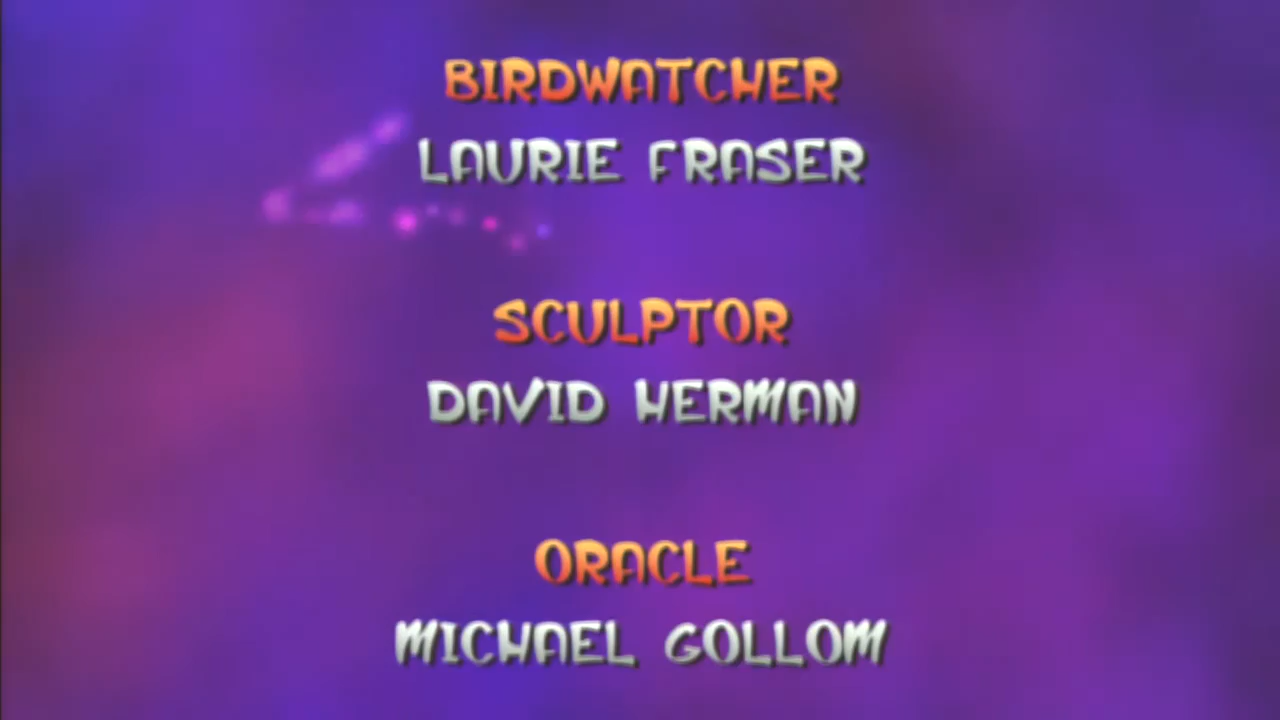 BIRDWATCHER
LAURIE FRASER
SCULPTOR
DAVID HERMAN
ORACLE
MICHAEL GOLLOM